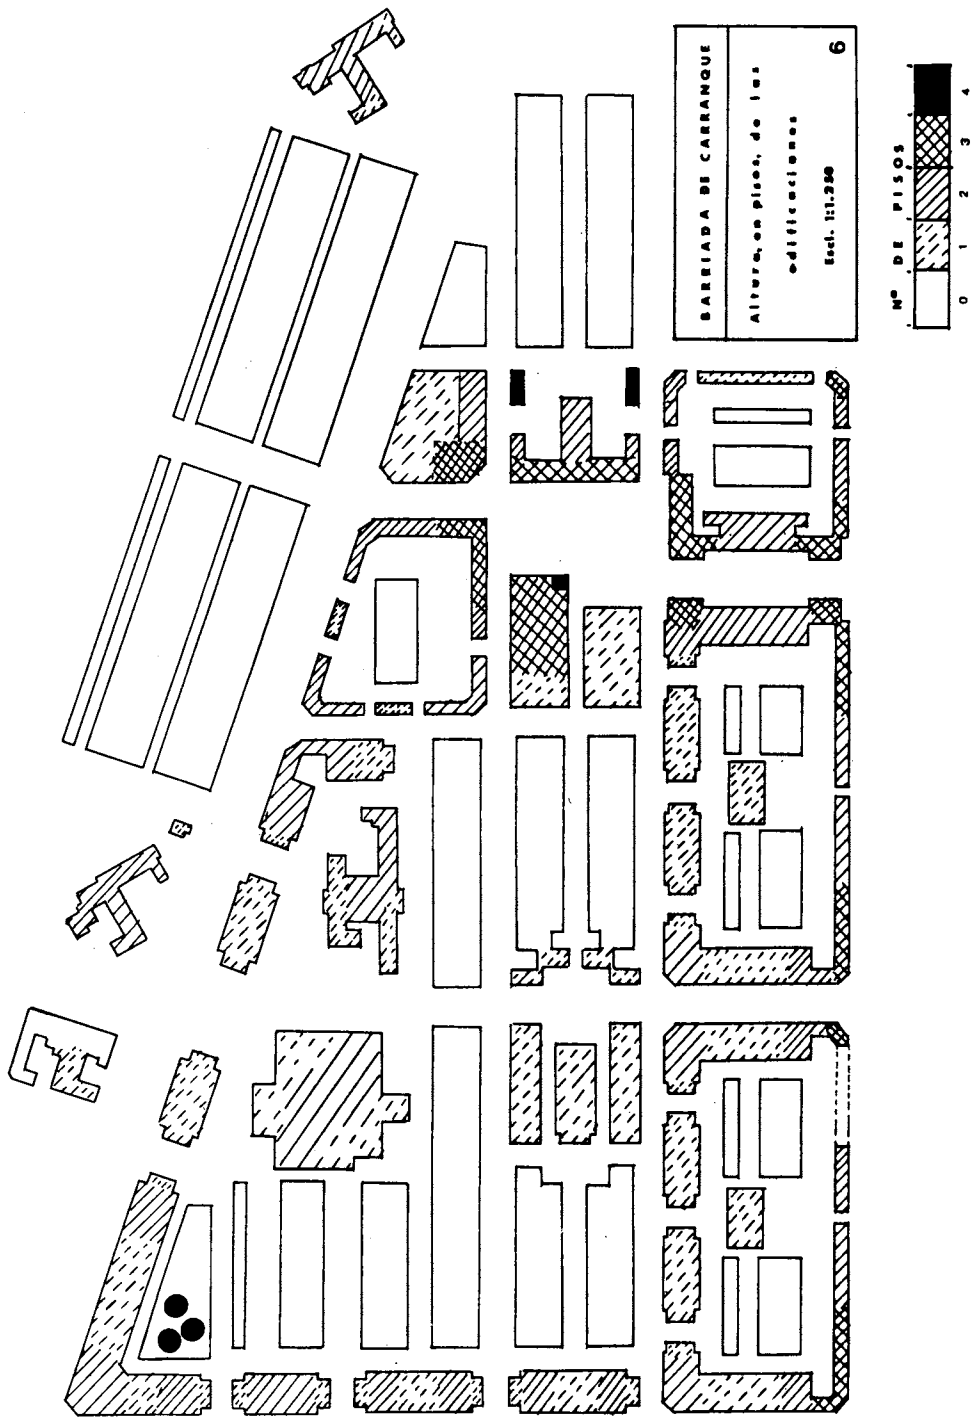 BARRIADA DE CARRANQUE
Altura, en pisos, de las
edificaciones
Escl. 1:1.250
6
Nº DE PISOS
0 1 2 3 4